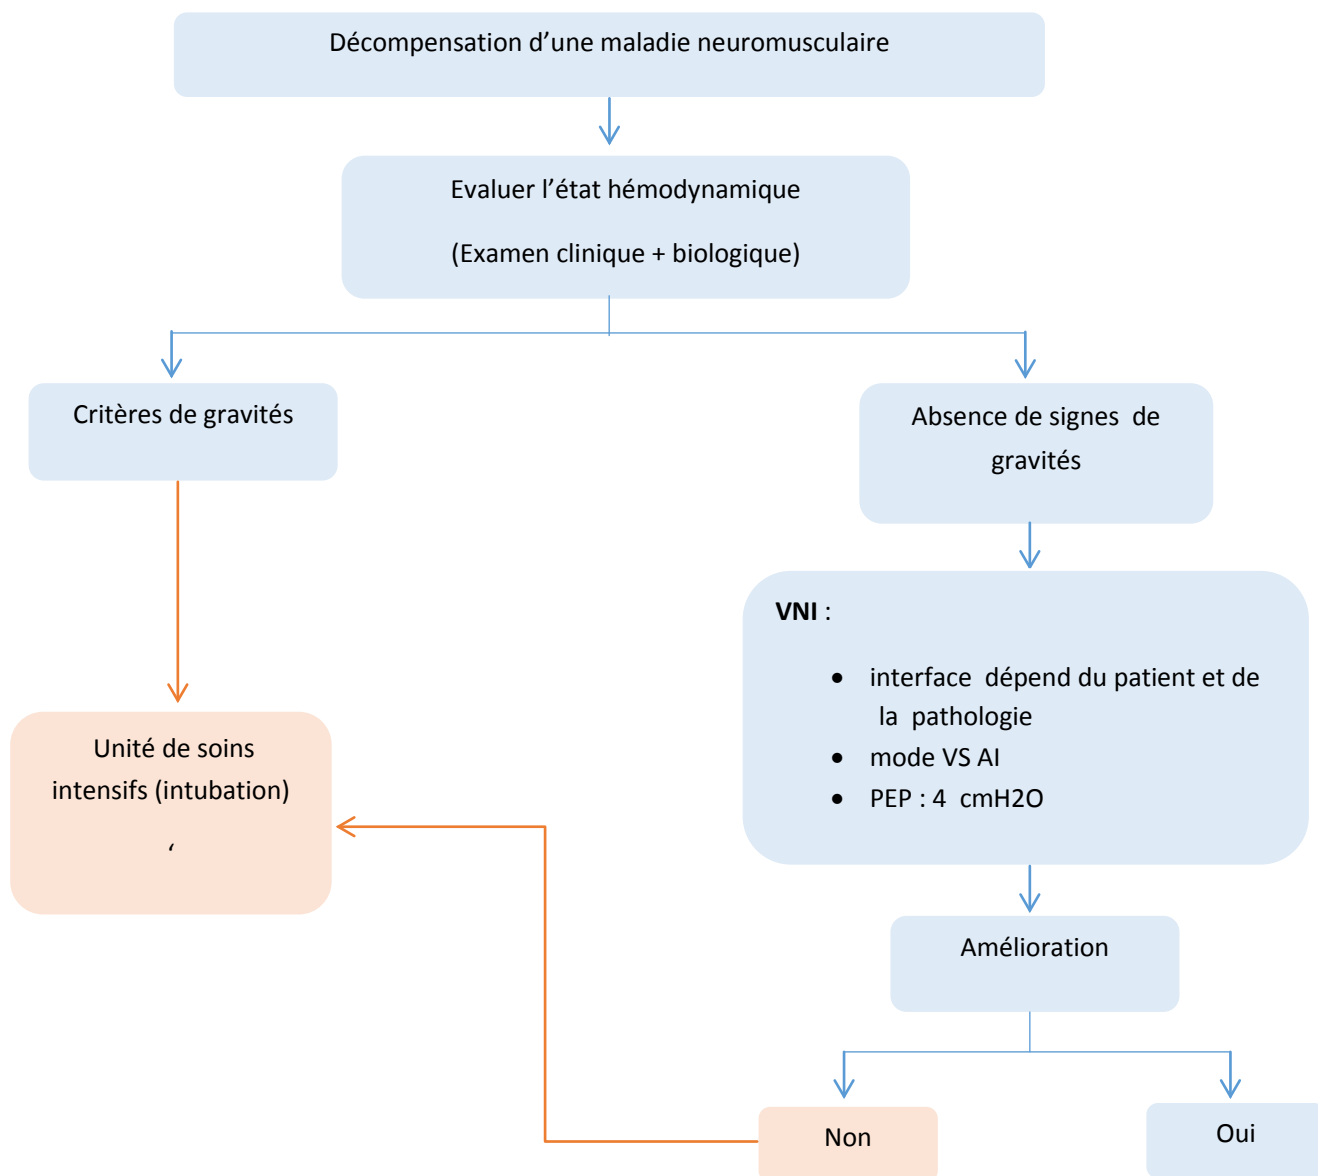 Décompensation d’une maladie neuromusculaire
Evaluer l’état hémodynamique
(Examen clinique + biologique)
Critères de gravités
Absence de signes de
gravités
VNI :
• interface dépend du patient et de
la pathologie
• mode VS AI
• PEP : 4 cmH2O
Unité de soins
intensifs (intubation)
‘
Amélioration
Non
Oui